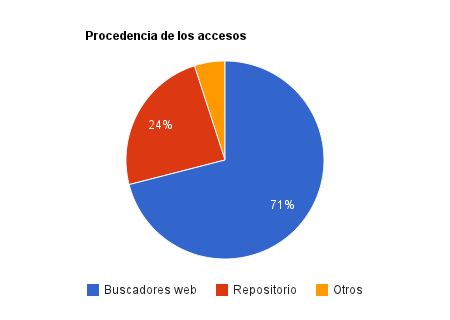 Procedencia de los accesos
24%
71%
Buscadores web Repositorio Otros